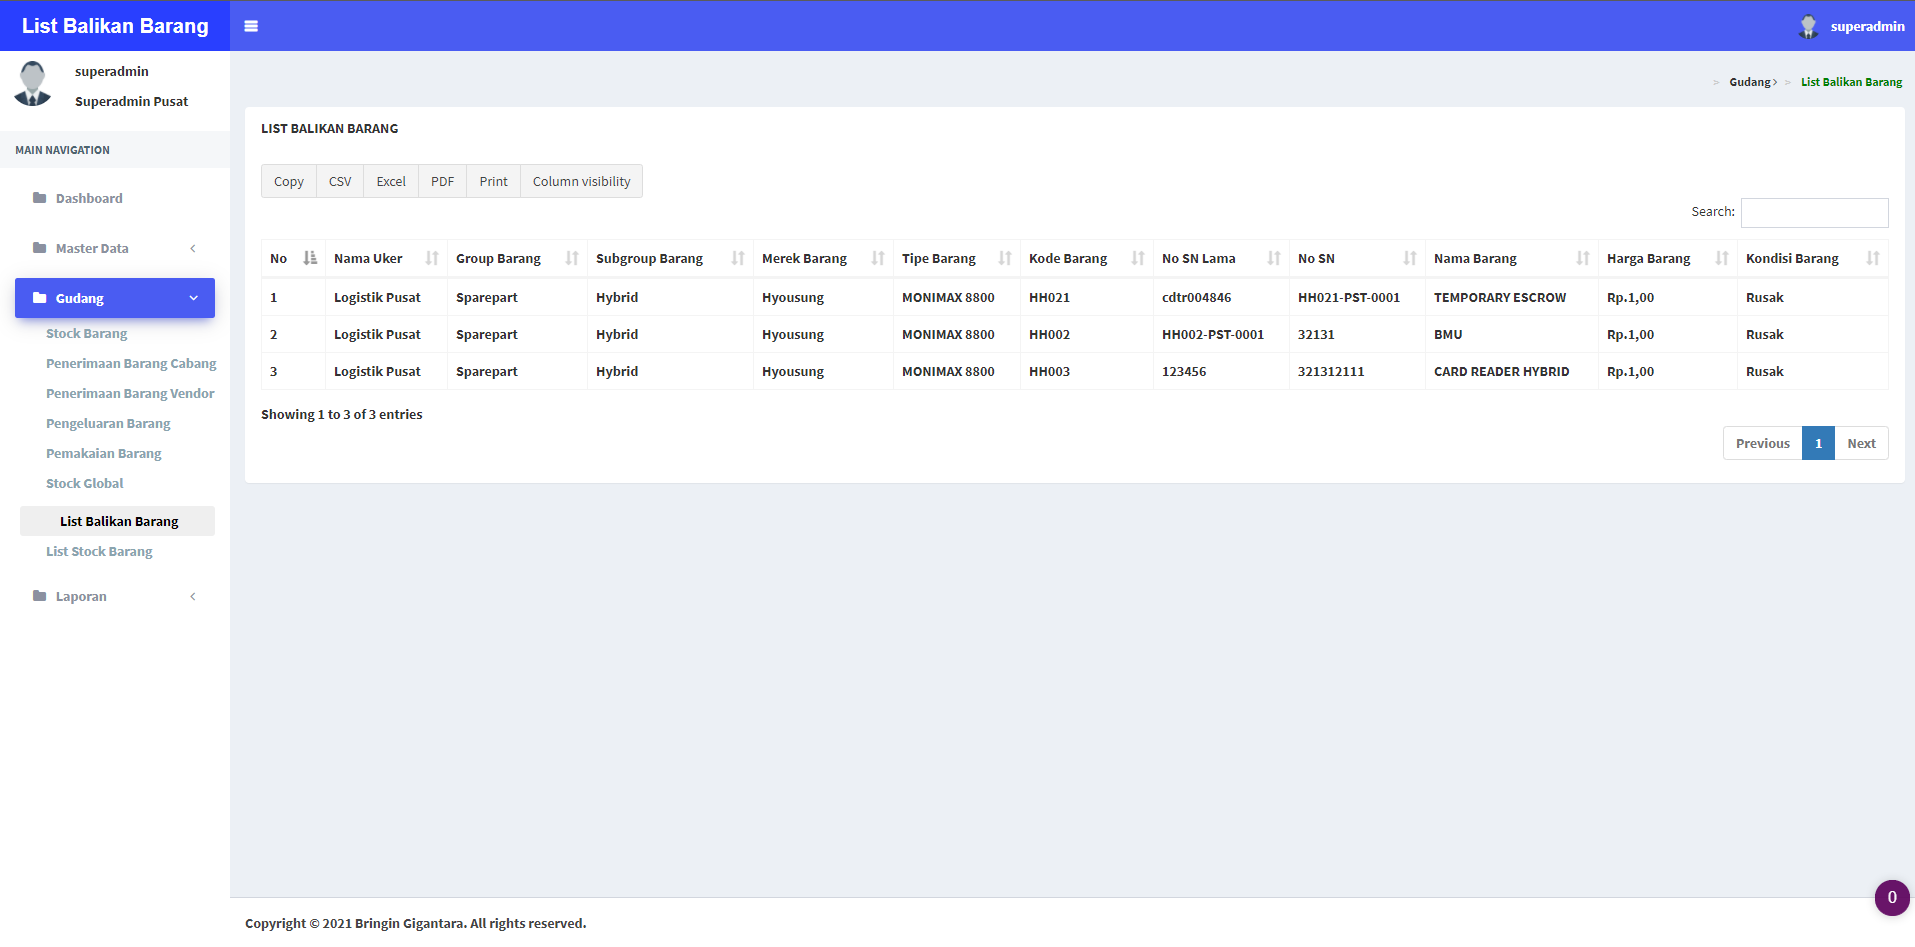 List Balikan Barang
superadmin
superadmin
Superadmin Pusat
MAIN NAVIGATION
Dashboard
Master Data
Gudang
Stock Barang
Penerimaan Barang Cabang
Penerimaan Barang Vendor
Pengeluaran Barang
Pemakaian Barang
Stock Global
List Balikan Barang
List Stock Barang
Laporan
> Gudang > > List Balikan Barang
LIST BALIKAN BARANG
Copy CSV Excel PDF Print Column visibility
Search:
No Nama Uker Group Barang Subgroup Barang Merek Barang Tipe Barang Kode Barang No SN Lama No SN Nama Barang Harga Barang Kondisi Barang
1 Logistik Pusat Sparepart Hybrid Hyousung MONIMAX 8800 HH021 cdtr004846 HH021-PST-0001 TEMPORARY ESCROW Rp.1,00 Rusak
2 Logistik Pusat Sparepart Hybrid Hyousung MONIMAX 8800 HH002 HH002-PST-0001 32131 BMU Rp.1,00 Rusak
3 Logistik Pusat Sparepart Hybrid Hyousung MONIMAX 8800 HH003 123456 321312111 CARD READER HYBRID Rp.1,00 Rusak
Showing 1 to 3 of 3 entries
Previous 1 Next
0
Copyright © 2021 Bringin Gigantara. All rights reserved.